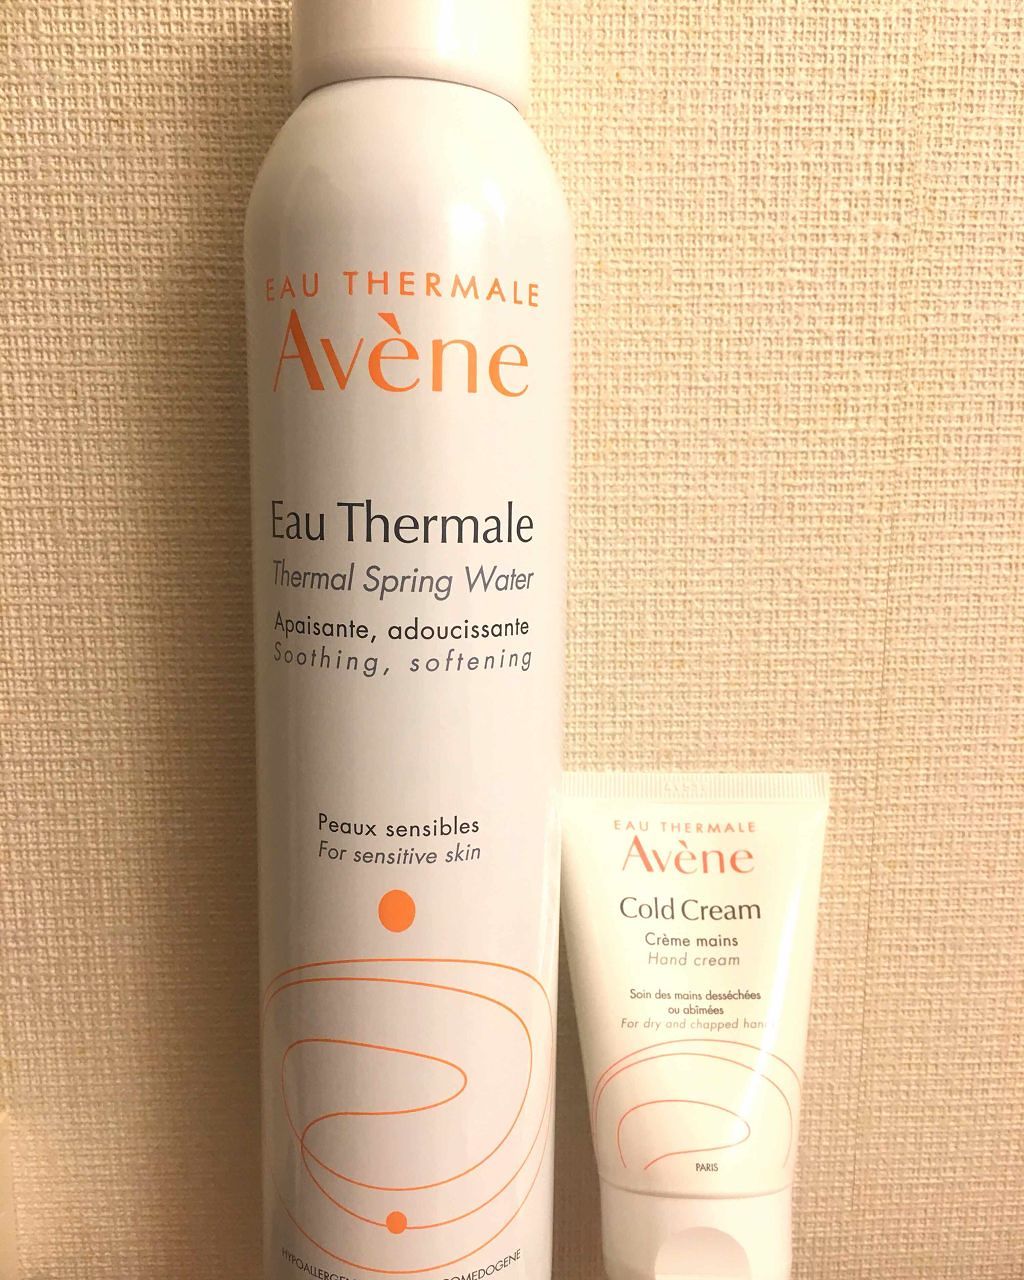 EAU THERMALE
Avène
Eau Thermale
Thermal Spring Water
Apaisante, adoucissante
Soothing, softening
Peaux sensibles
For sensitive skin
EAU THERMALE
Avène
Cold Cream
Crème mains
Hand cream
Soin des mains desséchées
ou abîmées
For dry and chapped
PARIS